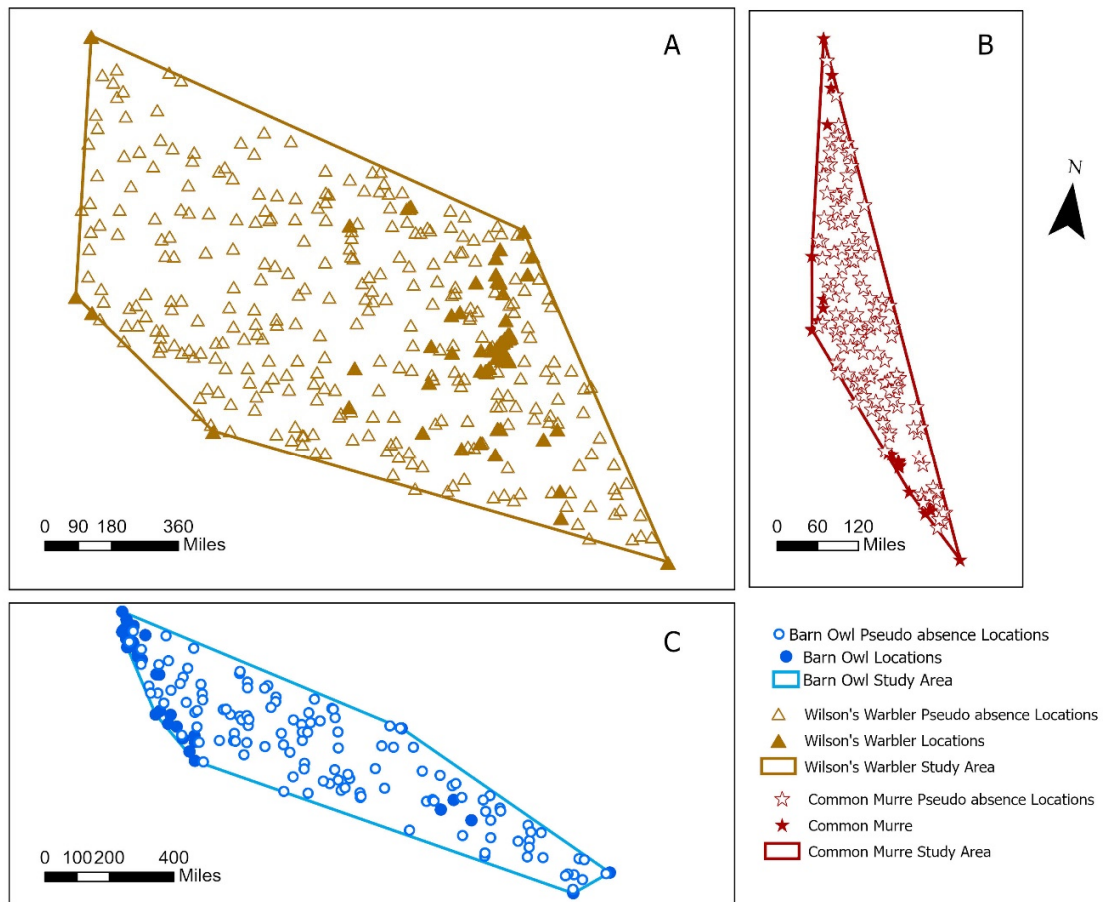 A
B
N
0 90 180 360
Miles
0 60 120
Miles
C
0 100200 400
Miles
Barn Owl Pseudo absence Locations
Barn Owl Locations
Barn Owl Study Area
Wilson's Warbler Pseudo absence Locations
Wilson's Warbler Locations
Wilson's Warbler Study Area
Common Murre Pseudo absence Locations
Common Murre
Common Murre Study Area